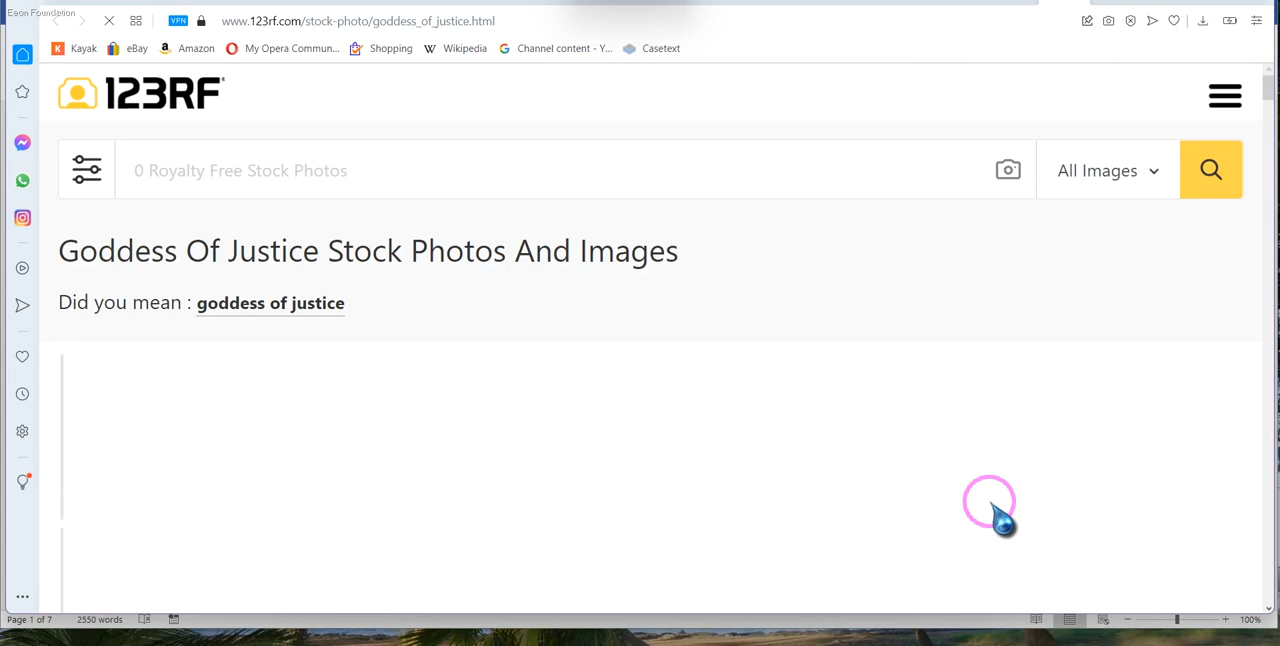 Eeon Foundation
VPN www.123rf.com/stock-photo/goddess_of_justice.html
Kayak eBay Amazon My Opera Commun... Shopping Wikipedia Channel content - Y... Casetext
123RF
0 Royalty Free Stock Photos All Images
Goddess Of Justice Stock Photos And Images
Did you mean : goddess of justice
Page 1 of 7 2550 words 100%